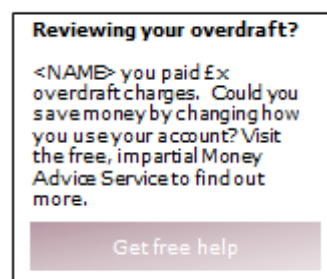 Reviewing your overdraft?
<NAME> you paid £x
overdraft charges. Could you
save money by changing how
you use your account? Visit
the free, impartial Money
Advice Service to find out
more.
Get free help